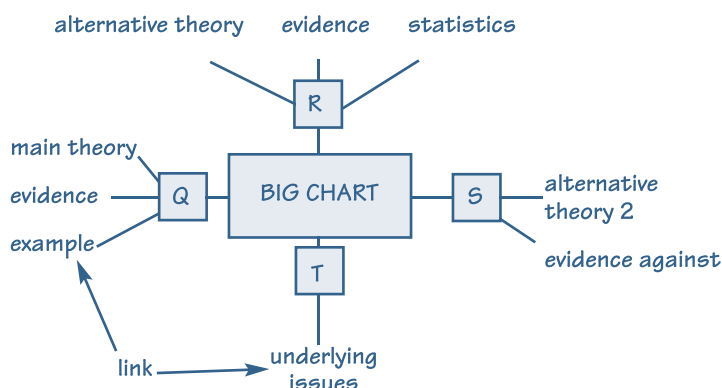 alternative theory evidence statistics
R
main theory
evidence
example
Q
BIG CHART
S
alternative
theory 2
evidence against
T
link
underlying
issues